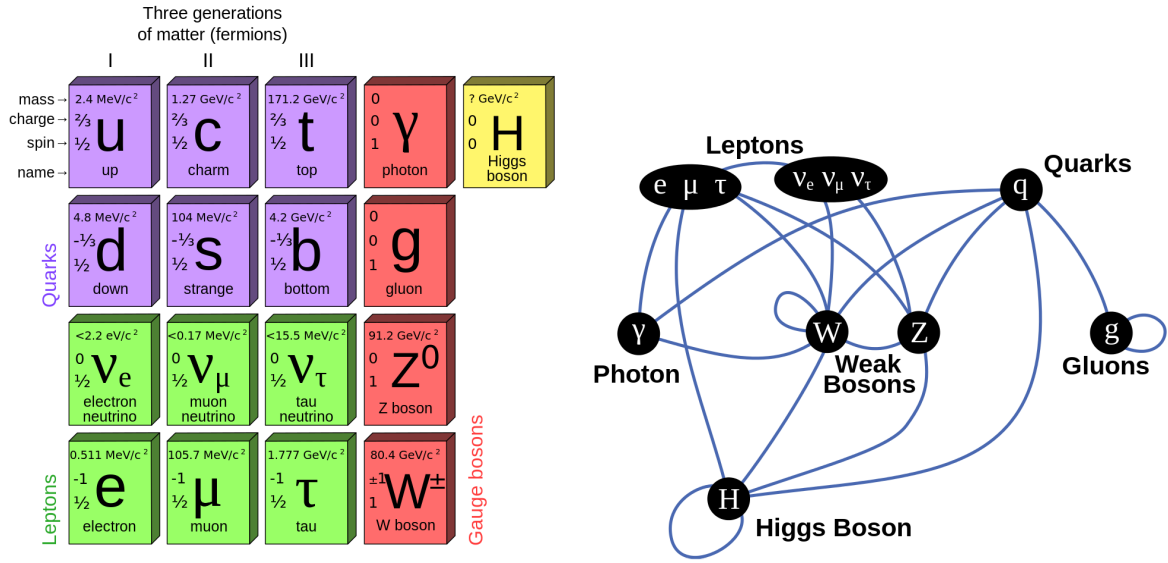 Three generations
of matter (fermions)
I II III
mass→
charge→
spin→
name→
2.4 MeV/c²
⅔
½
u
up
1.27 GeV/c²
⅔
½
c
charm
171.2 GeV/c²
⅔
½
t
top
0
0
1
γ
photon
? GeV/c²
0
0
H
Higgs
boson
Quarks
4.8 MeV/c²
-⅓
½
d
down
104 MeV/c²
-⅓
½
s
strange
4.2 GeV/c²
-⅓
½
b
bottom
0
0
1
g
gluon
<2.2 eV/c²
0
½
νe
electron
neutrino
<0.17 MeV/c²
0
½
νμ
muon
neutrino
<15.5 MeV/c²
0
½
ντ
tau
neutrino
91.2 GeV/c²
0
1
Z⁰
Z boson
Leptons
0.511 MeV/c²
-1
½
e
electron
105.7 MeV/c²
-1
½
μ
muon
1.777 GeV/c²
-1
½
τ
tau
80.4 GeV/c²
±1
1
W±
W boson
Gauge bosons
Leptons
e μ τ
νe νμ ντ
Quarks
q
γ
Photon
W
Z
Weak
Bosons
g
Gluons
H
Higgs Boson